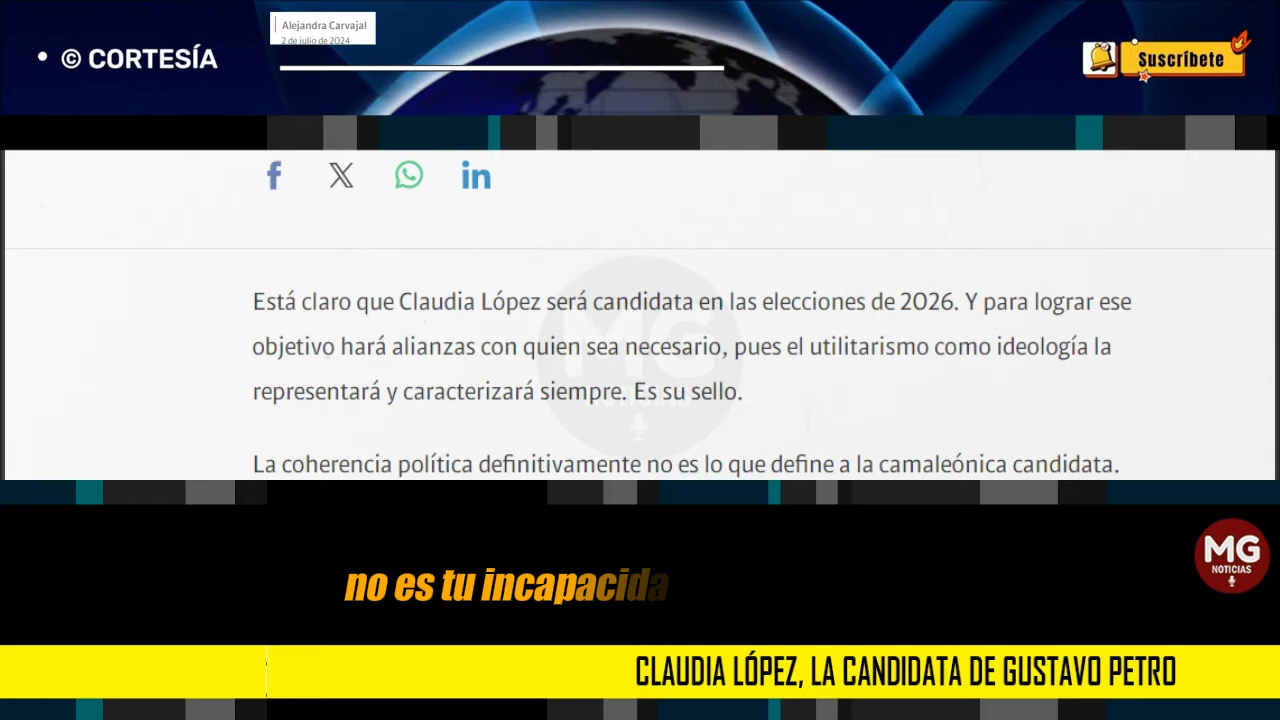 Alejandra Carvajal
2 de julio de 2024
• © CORTESÍA
Suscríbete
Está claro que Claudia López será candidata en las elecciones de 2026. Y para lograr ese
objetivo hará alianzas con quien sea necesario, pues el utilitarismo como ideología la
representará y caracterizará siempre. Es su sello.
La coherencia política definitivamente no es lo que define a la camaleónica candidata.
no es tu incapacida
MG
NOTICIAS
CLAUDIA LÓPEZ, LA CANDIDATA DE GUSTAVO PETRO